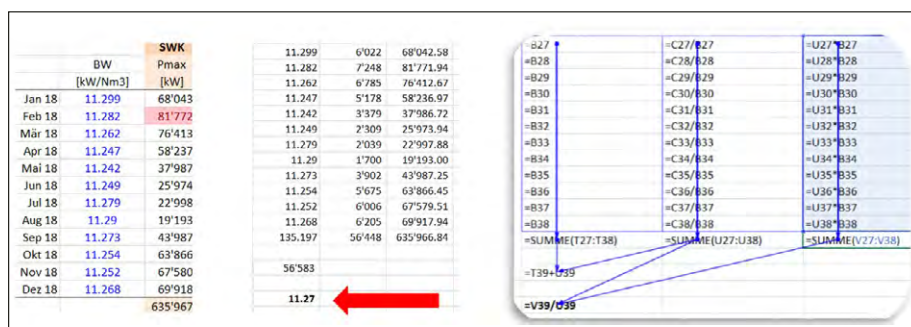 SWK
BW Pmax
[kW/Nm3] [kW]
Jan 18 11.299 68'043
Feb 18 11.282 81'772
Mär 18 11.262 76'413
Apr 18 11.247 58'237
Mai 18 11.242 37'987
Jun 18 11.249 25'974
Jul 18 11.279 22'998
Aug 18 11.29 19'193
Sep 18 11.273 43'987
Okt 18 11.254 63'866
Nov 18 11.252 67'580
Dez 18 11.268 69'918
635'967
11.299 6'022 68'042.58
11.282 7'248 81'771.94
11.262 6'785 76'412.67
11.247 5'178 58'236.97
11.242 3'379 37'986.72
11.249 2'309 25'973.94
11.279 2'039 22'997.88
11.29 1'700 19'193.00
11.273 3'902 43'987.25
11.254 5'675 63'866.45
11.252 6'006 67'579.51
11.268 6'205 69'917.94
135.197 56'448 635'966.84
56'583
11.27
=B27 =C27/B27 =U27*B27
=B28 =C28/B28 =U28*B28
=B29 =C29/B29 =U29*B29
=B30 =C30/B30 =U30*B30
=B31 =C31/B31 =U31*B31
=B32 =C32/B32 =U32*B32
=B33 =C33/B33 =U33*B33
=B34 =C34/B34 =U34*B34
=B35 =C35/B35 =U35*B35
=B36 =C36/B36 =U36*B36
=B37 =C37/B37 =U37*B37
=B38 =C38/B38 =U38*B38
=SUMME(T27:T38) =SUMME(U27:U38) =SUMME(V27:V38)
=T39+U39
=V39/U39